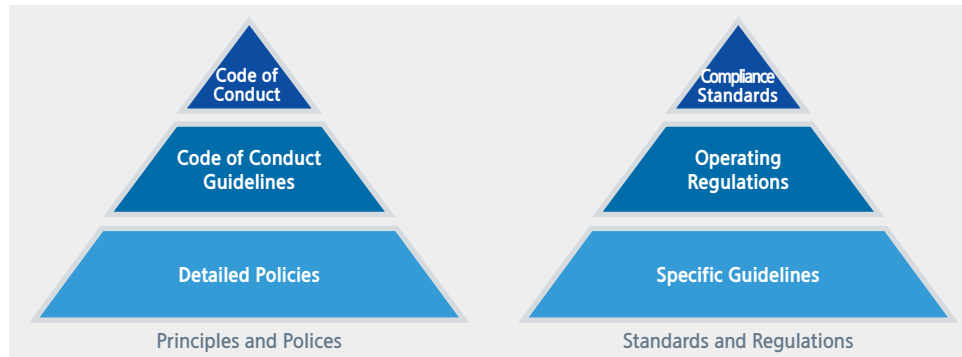 Code of
Conduct
Code of Conduct
Guidelines
Detailed Policies
Principles and Polices
Compliance
Standards
Operating
Regulations
Specific Guidelines
Standards and Regulations